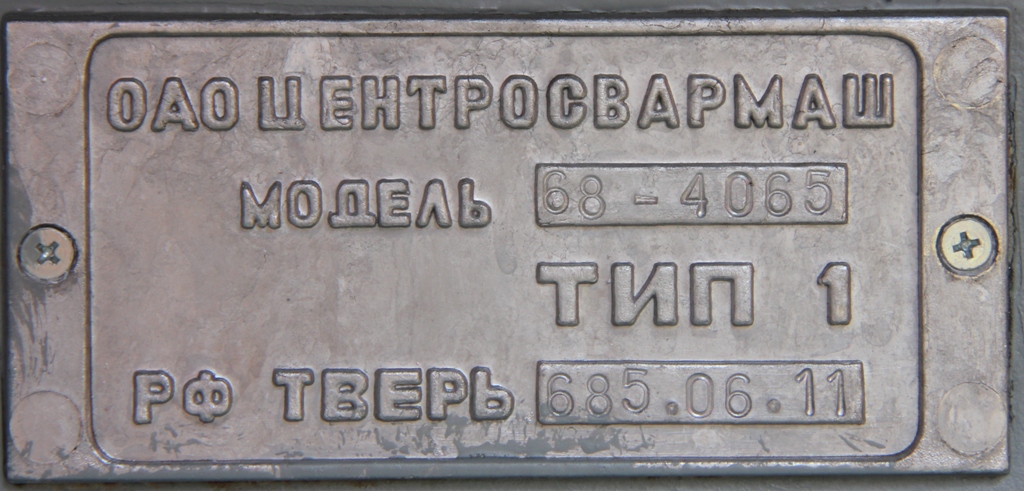 ОАО ЦЕНТРОСВАРМАШ
МОДЕЛЬ 68-4065
ТИП 1
РФ ТВЕРЬ 685.06.11